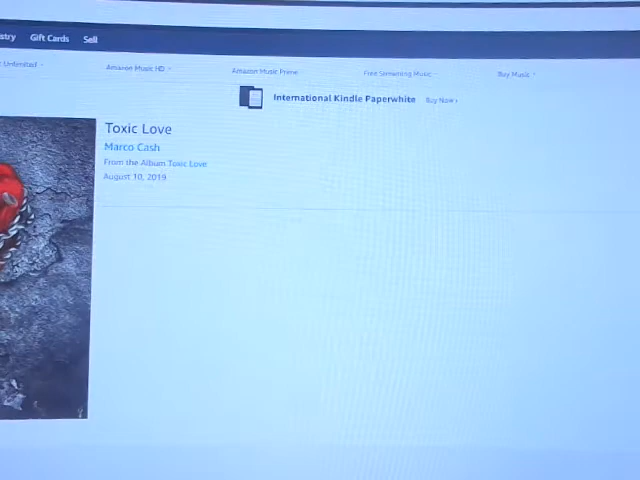 stry Gift Cards Sell
Unlimited Amazon Music HD Amazon Music Prime Free Streaming Music Buy Music
International Kindle Paperwhite Buy Now ›
Toxic Love
Marco Cash
From the Album Toxic Love
August 10, 2019